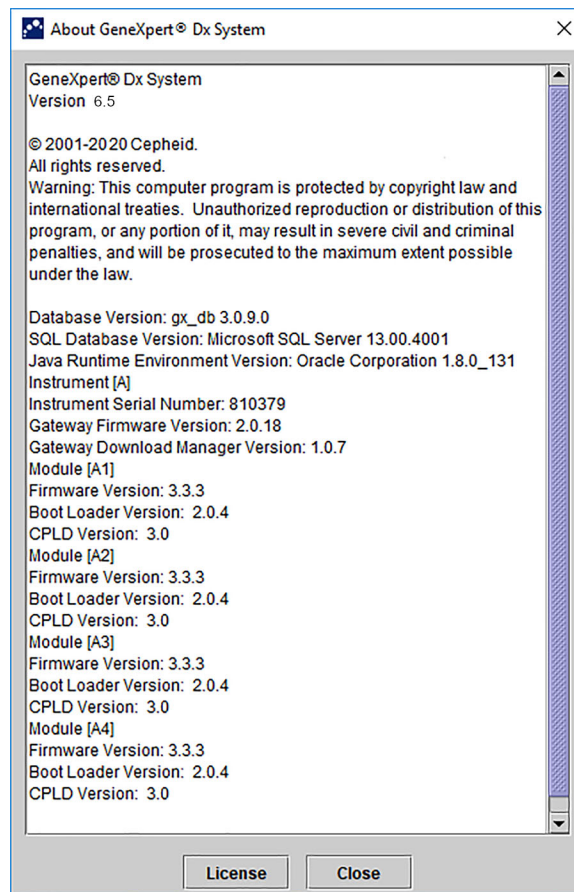 About GeneXpert® Dx System
GeneXpert® Dx System
Version 6.5
© 2001-2020 Cepheid.
All rights reserved.
Warning: This computer program is protected by copyright law and
international treaties. Unauthorized reproduction or distribution of this
program, or any portion of it, may result in severe civil and criminal
penalties, and will be prosecuted to the maximum extent possible
under the law.
Database Version: gx_db 3.0.9.0
SQL Database Version: Microsoft SQL Server 13.00.4001
Java Runtime Environment Version: Oracle Corporation 1.8.0_131
Instrument [A]
Instrument Serial Number: 810379
Gateway Firmware Version: 2.0.18
Gateway Download Manager Version: 1.0.7
Module [A1]
Firmware Version: 3.3.3
Boot Loader Version: 2.0.4
CPLD Version: 3.0
Module [A2]
Firmware Version: 3.3.3
Boot Loader Version: 2.0.4
CPLD Version: 3.0
Module [A3]
Firmware Version: 3.3.3
Boot Loader Version: 2.0.4
CPLD Version: 3.0
Module [A4]
Firmware Version: 3.3.3
Boot Loader Version: 2.0.4
CPLD Version: 3.0
License Close